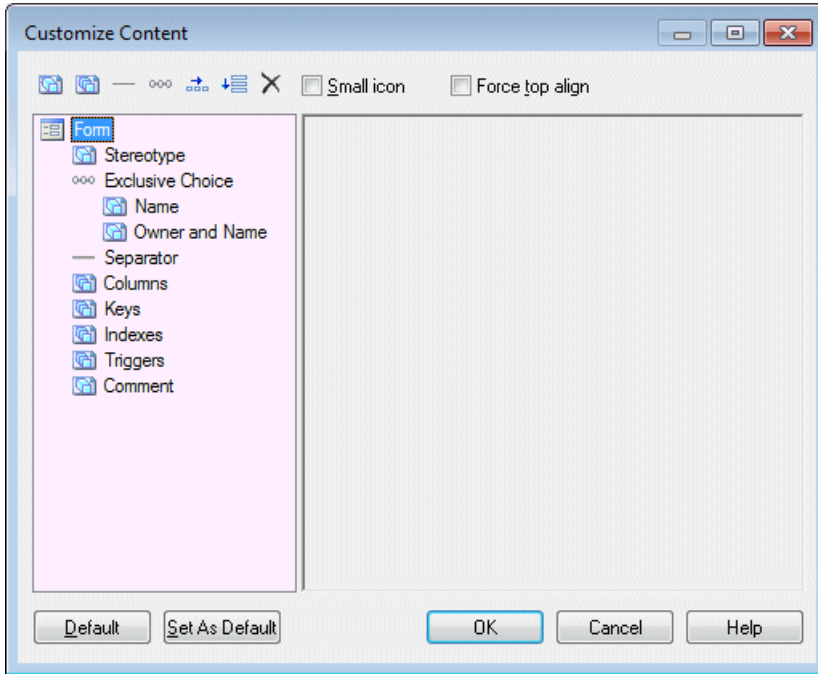 Customize Content
Small icon
Force top align
Form
Stereotype
Exclusive Choice
Name
Owner and Name
Separator
Columns
Keys
Indexes
Triggers
Comment
Default
Set As Default
OK
Cancel
Help